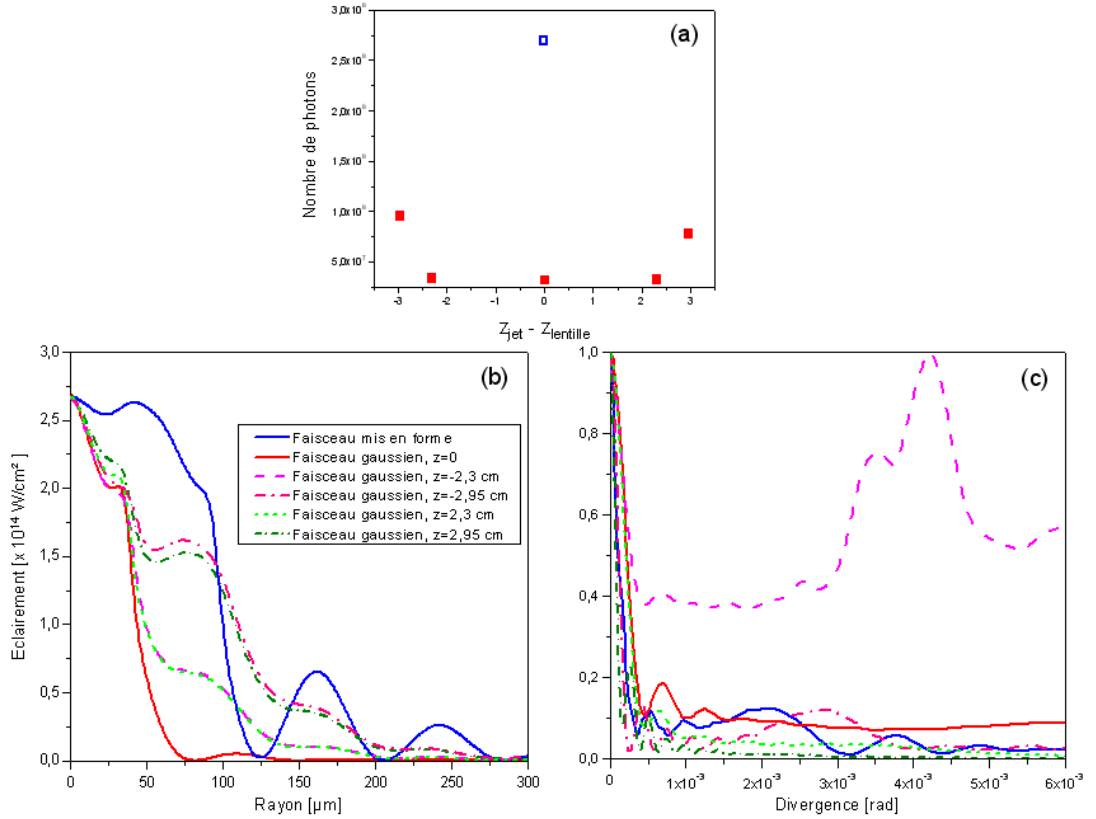 (a)
Nombre de photons
3,0x10⁸
2,5x10⁸
2,0x10⁸
1,5x10⁸
1,0x10⁸
5,0x10⁷
-3 -2 -1 0 1 2 3
Zjet - Zlentille
(b)
Eclairement [x 10¹⁴ W/cm²]
3,0
2,5
2,0
1,5
1,0
0,5
0,0
Faisceau mis en forme
Faisceau gaussien, z=0
Faisceau gaussien, z=-2,3 cm
Faisceau gaussien, z=-2,95 cm
Faisceau gaussien, z=2,3 cm
Faisceau gaussien, z=2,95 cm
0 50 100 150 200 250 300
Rayon [µm]
(c)
1,0
0,8
0,6
0,4
0,2
0,0
0 1x10⁻³ 2x10⁻³ 3x10⁻³ 4x10⁻³ 5x10⁻³ 6x10⁻³
Divergence [rad]